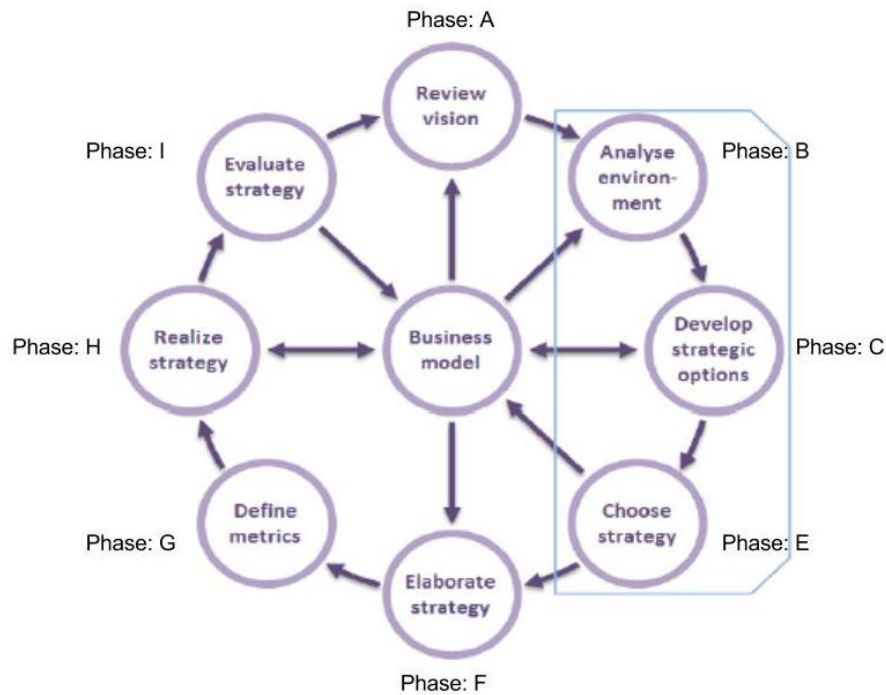 Phase: A
Review
vision
Phase: B
Analyse
environ-
ment
Phase: C
Develop
strategic
options
Phase: E
Choose
strategy
Phase: F
Elaborate
strategy
Phase: G
Define
metrics
Phase: H
Realize
strategy
Phase: I
Evaluate
strategy
Business
model